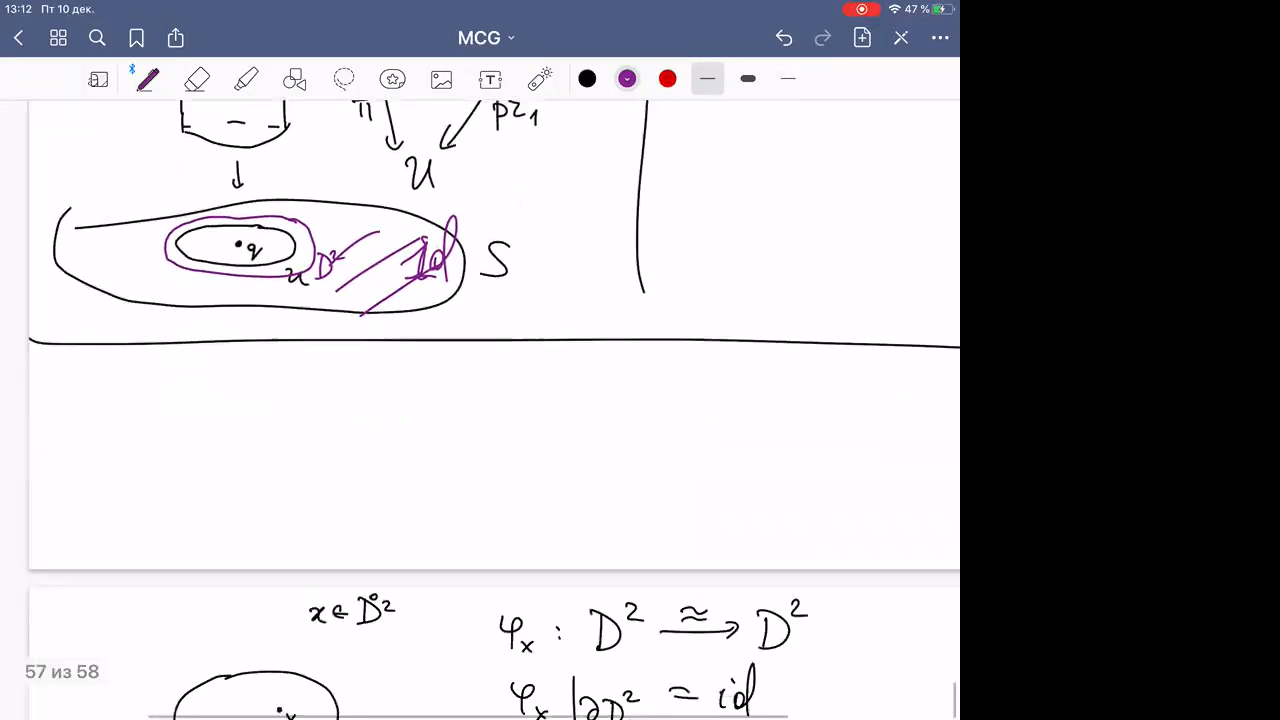 13:12 Пт 10 дек. 47 %
MCG
π pr₁
U
q
U D² Id S
57 из 58
x ∈ D̊² φₓ : D² ≈→ D²
x φₓ |∂D² = id